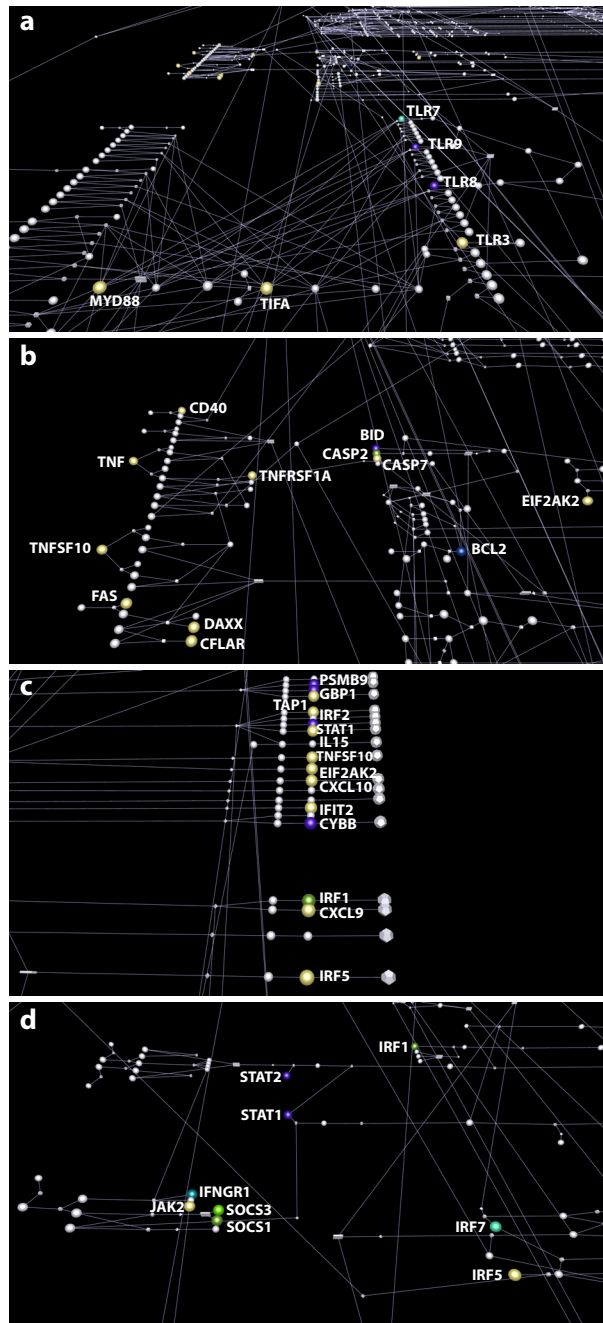 a
TLR7
TLR9
TLR8
TLR3
MYD88
TIFA
b
CD40
BID
CASP2
CASP7
TNF
TNFRSF1A
EIF2AK2
TNFSF10
BCL2
FAS
DAXX
CFLAR
c
PSMB9
GBP1
TAP1
IRF2
STAT1
IL15
TNFSF10
EIF2AK2
CXCL10
IFIT2
CYBB
IRF1
CXCL9
IRF5
d
IRF1
STAT2
STAT1
IFNGR1
JAK2
SOCS3
SOCS1
IRF7
IRF5